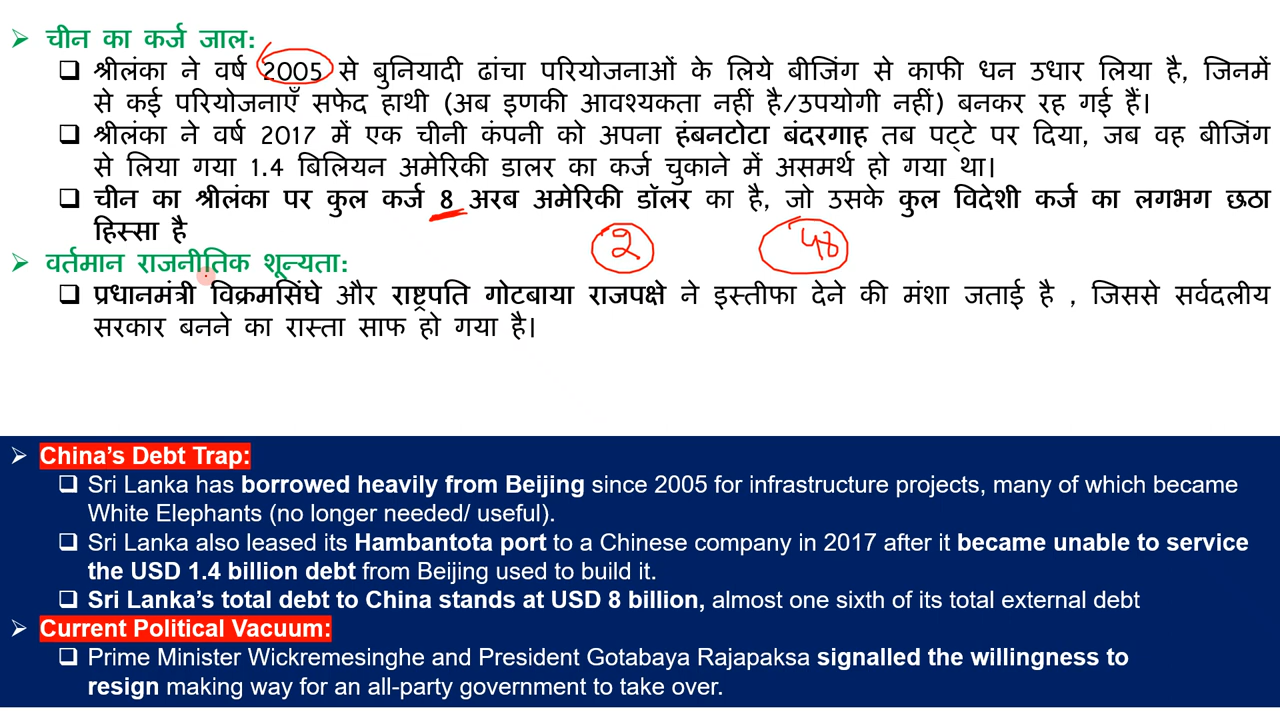 ➢ चीन का कर्ज जाल:
❑ श्रीलंका ने वर्ष 2005 से बुनियादी ढांचा परियोजनाओं के लिये बीजिंग से काफी धन उधार लिया है, जिनमें
से कई परियोजनाएँ सफेद हाथी (अब इणकी आवश्यकता नहीं है/उपयोगी नहीं) बनकर रह गई हैं।
❑ श्रीलंका ने वर्ष 2017 में एक चीनी कंपनी को अपना हंबनटोटा बंदरगाह तब पट्टे पर दिया, जब वह बीजिंग
से लिया गया 1.4 बिलियन अमेरिकी डालर का कर्ज चुकाने में असमर्थ हो गया था।
❑ चीन का श्रीलंका पर कुल कर्ज 8 अरब अमेरिकी डॉलर का है, जो उसके कुल विदेशी कर्ज का लगभग छठा
हिस्सा है
2 48
➢ वर्तमान राजनीतिक शून्यता:
❑ प्रधानमंत्री विक्रमसिंघे और राष्ट्रपति गोटबाया राजपक्षे ने इस्तीफा देने की मंशा जताई है , जिससे सर्वदलीय
सरकार बनने का रास्ता साफ हो गया है।
➢ China’s Debt Trap:
❑ Sri Lanka has borrowed heavily from Beijing since 2005 for infrastructure projects, many of which became
White Elephants (no longer needed/ useful).
❑ Sri Lanka also leased its Hambantota port to a Chinese company in 2017 after it became unable to service
the USD 1.4 billion debt from Beijing used to build it.
❑ Sri Lanka’s total debt to China stands at USD 8 billion, almost one sixth of its total external debt
➢ Current Political Vacuum:
❑ Prime Minister Wickremesinghe and President Gotabaya Rajapaksa signalled the willingness to
resign making way for an all-party government to take over.